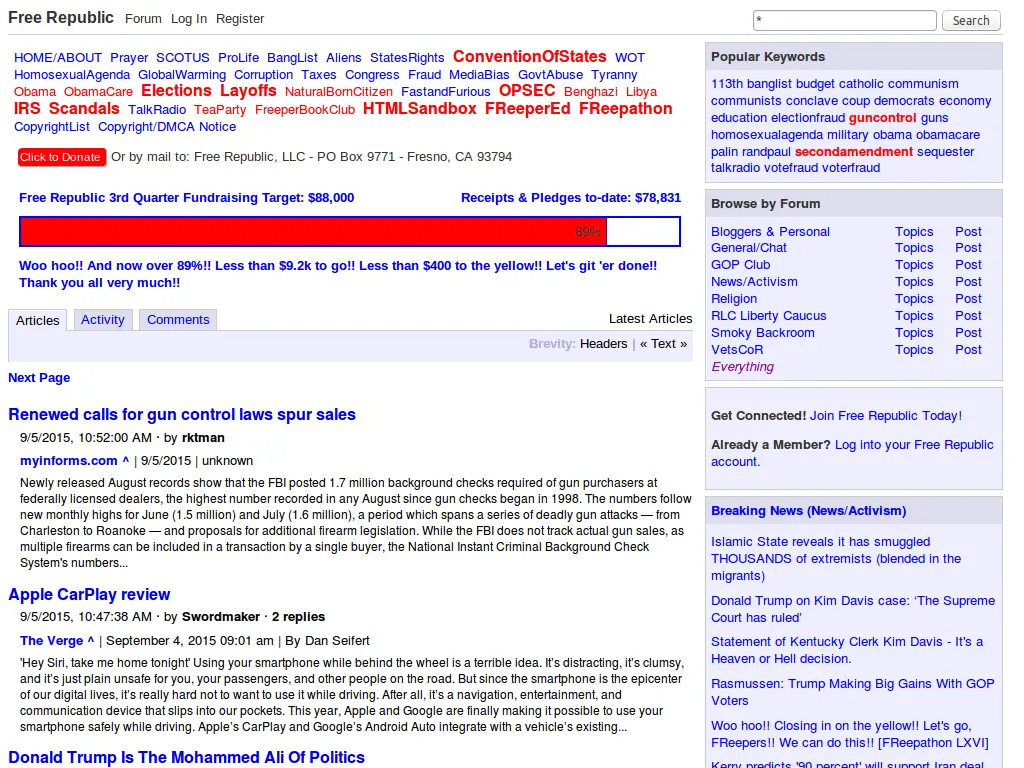 Free Republic Forum Log In Register
* Search
HOME/ABOUT Prayer SCOTUS ProLife BangList Aliens StatesRights ConventionOfStates WOT
HomosexualAgenda GlobalWarming Corruption Taxes Congress Fraud MediaBias GovtAbuse Tyranny
Obama ObamaCare Elections Layoffs NaturalBornCitizen FastandFurious OPSEC Benghazi Libya
IRS Scandals TalkRadio TeaParty FreeperBookClub HTMLSandbox FReeperEd FReepathon
CopyrightList Copyright/DMCA Notice
Click to Donate Or by mail to: Free Republic, LLC - PO Box 9771 - Fresno, CA 93794
Free Republic 3rd Quarter Fundraising Target: $88,000 Receipts & Pledges to-date: $78,831
89%
Woo hoo!! And now over 89%!! Less than $9.2k to go!! Less than $400 to the yellow!! Let's git 'er done!!
Thank you all very much!!
Articles Activity Comments Latest Articles
Brevity: Headers | « Text »
Next Page
Renewed calls for gun control laws spur sales
9/5/2015, 10:52:00 AM · by rktman
myinforms.com ^ | 9/5/2015 | unknown
Newly released August records show that the FBI posted 1.7 million background checks required of gun purchasers at
federally licensed dealers, the highest number recorded in any August since gun checks began in 1998. The numbers follow
new monthly highs for June (1.5 million) and July (1.6 million), a period which spans a series of deadly gun attacks — from
Charleston to Roanoke — and proposals for additional firearm legislation. While the FBI does not track actual gun sales, as
multiple firearms can be included in a transaction by a single buyer, the National Instant Criminal Background Check
System's numbers...
Apple CarPlay review
9/5/2015, 10:47:38 AM · by Swordmaker · 2 replies
The Verge ^ | September 4, 2015 09:01 am | By Dan Seifert
'Hey Siri, take me home tonight' Using your smartphone while behind the wheel is a terrible idea. It’s distracting, it’s clumsy,
and it’s just plain unsafe for you, your passengers, and other people on the road. But since the smartphone is the epicenter
of our digital lives, it’s really hard not to want to use it while driving. After all, it’s a navigation, entertainment, and
communication device that slips into our pockets. This year, Apple and Google are finally making it possible to use your
smartphone safely while driving. Apple’s CarPlay and Google’s Android Auto integrate with a vehicle’s existing...
Donald Trump Is The Mohammed Ali Of Politics
Popular Keywords
113th banglist budget catholic communism
communists conclave coup democrats economy
education electionfraud guncontrol guns
homosexualagenda military obama obamacare
palin randpaul secondamendment sequester
talkradio votefraud voterfraud
Browse by Forum
Bloggers & Personal Topics Post
General/Chat Topics Post
GOP Club Topics Post
News/Activism Topics Post
Religion Topics Post
RLC Liberty Caucus Topics Post
Smoky Backroom Topics Post
VetsCoR Topics Post
Everything
Get Connected! Join Free Republic Today!
Already a Member? Log into your Free Republic
account.
Breaking News (News/Activism)
Islamic State reveals it has smuggled
THOUSANDS of extremists (blended in the
migrants)
Donald Trump on Kim Davis case: ‘The Supreme
Court has ruled’
Statement of Kentucky Clerk Kim Davis - It's a
Heaven or Hell decision.
Rasmussen: Trump Making Big Gains With GOP
Voters
Woo hoo!! Closing in on the yellow!! Let's go,
FReepers!! We can do this!! [FReepathon LXVI]
Kerry predicts '90 percent' will support Iran deal